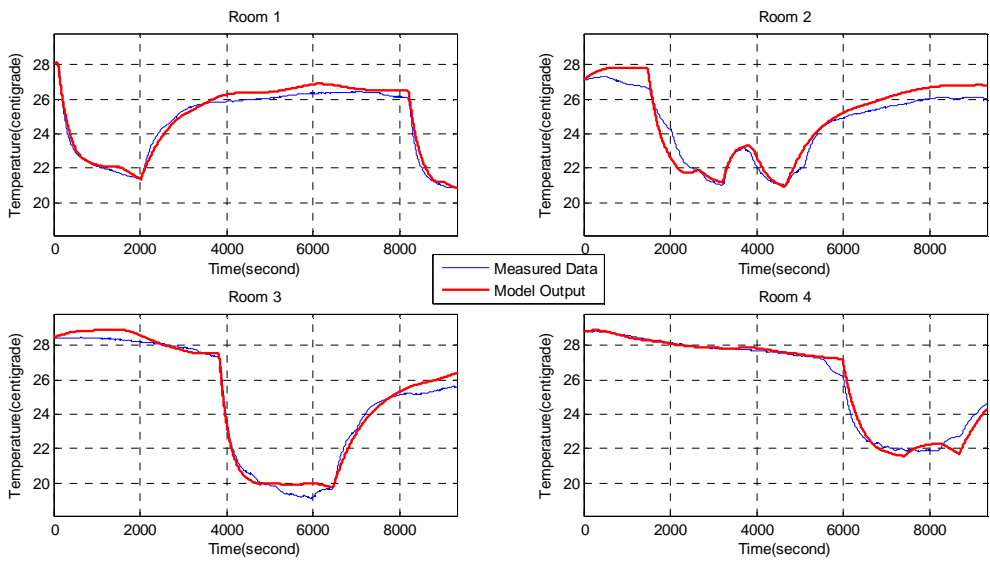 Room 1
Temperature(centigrade)
28
26
24
22
20
0
2000
4000
6000
8000
Time(second)
Room 2
Temperature(centigrade)
28
26
24
22
20
0
2000
4000
6000
8000
Time(second)
Measured Data
Model Output
Room 3
Temperature(centigrade)
28
26
24
22
20
0
2000
4000
6000
8000
Time(second)
Room 4
Temperature(centigrade)
28
26
24
22
20
0
2000
4000
6000
8000
Time(second)